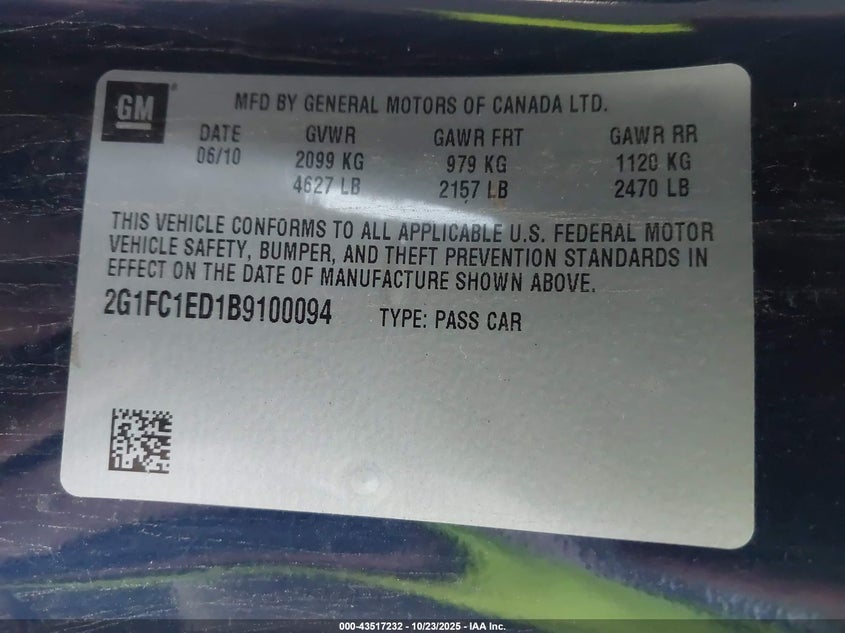 GM
MFD BY GENERAL MOTORS OF CANADA LTD.
DATE GVWR GAWR FRT GAWR RR
06/10 2099 KG 979 KG 1120 KG
4627 LB 2157 LB 2470 LB
THIS VEHICLE CONFORMS TO ALL APPLICABLE U.S. FEDERAL MOTOR
VEHICLE SAFETY, BUMPER, AND THEFT PREVENTION STANDARDS IN
EFFECT ON THE DATE OF MANUFACTURE SHOWN ABOVE.
2G1FC1ED1B9100094 TYPE: PASS CAR
000-43517232 - 10/23/2025 - IAA Inc.